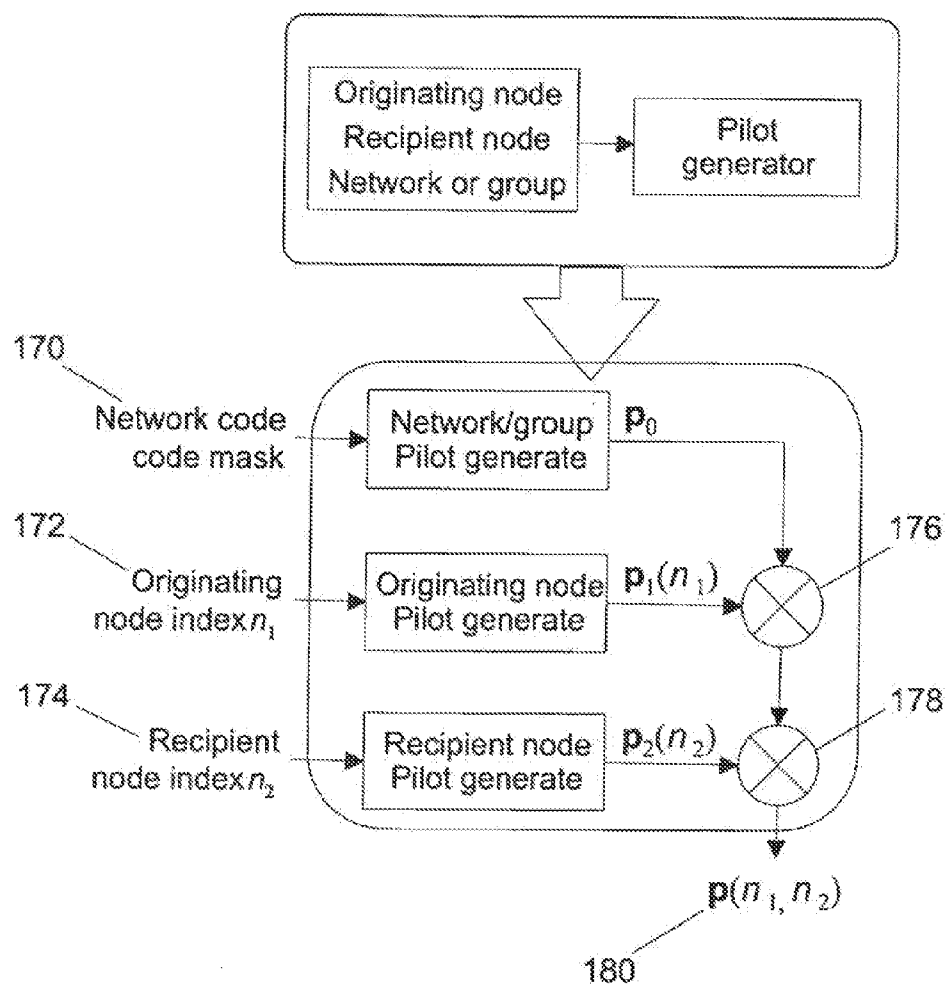 Originating node
Recipient node
Network or group
Pilot
generator
170
Network code
code mask
Network/group
Pilot generate
p0
172
Originating
node index n1
Originating node
Pilot generate
p1(n1)
176
174
Recipient
node index n2
Recipient node
Pilot generate
p2(n2)
178
p(n1, n2)
180